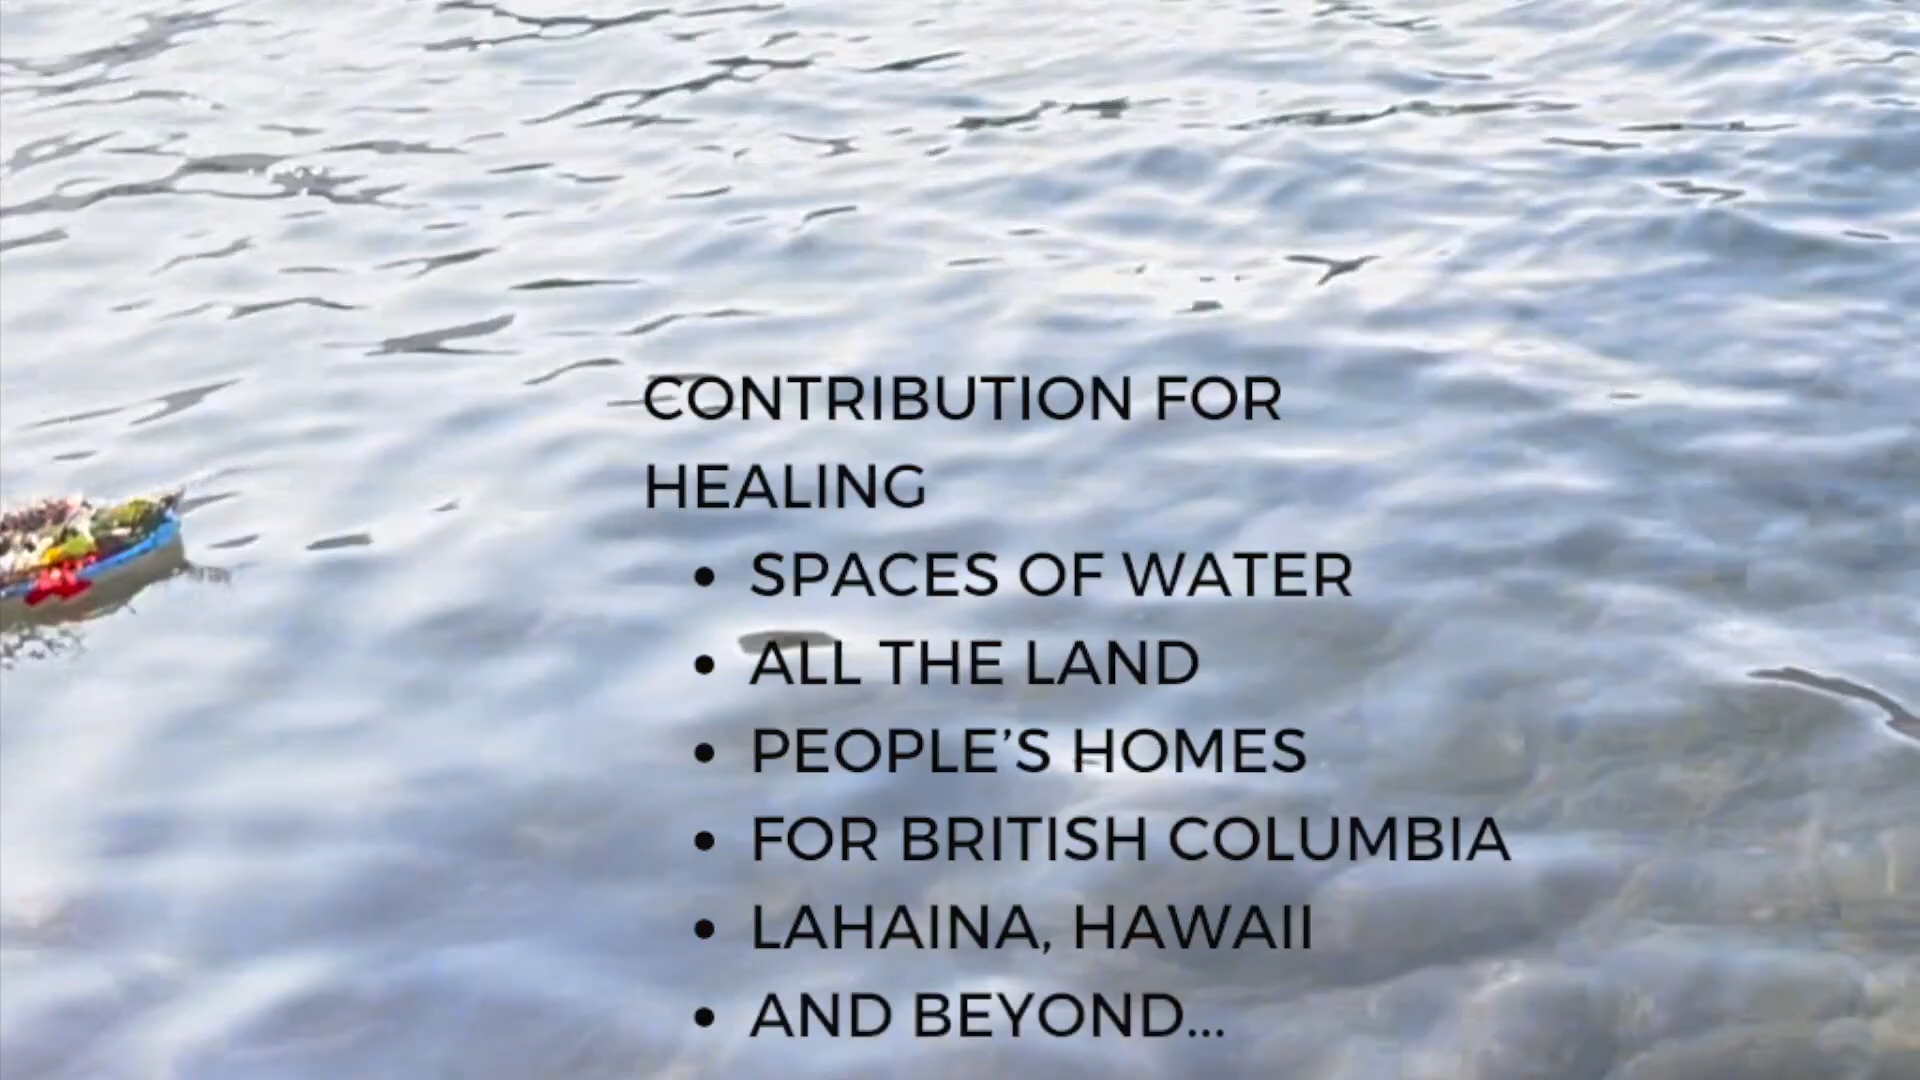 CONTRIBUTION FOR
HEALING
• SPACES OF WATER
• ALL THE LAND
• PEOPLE’S HOMES
• FOR BRITISH COLUMBIA
• LAHAINA, HAWAII
• AND BEYOND...